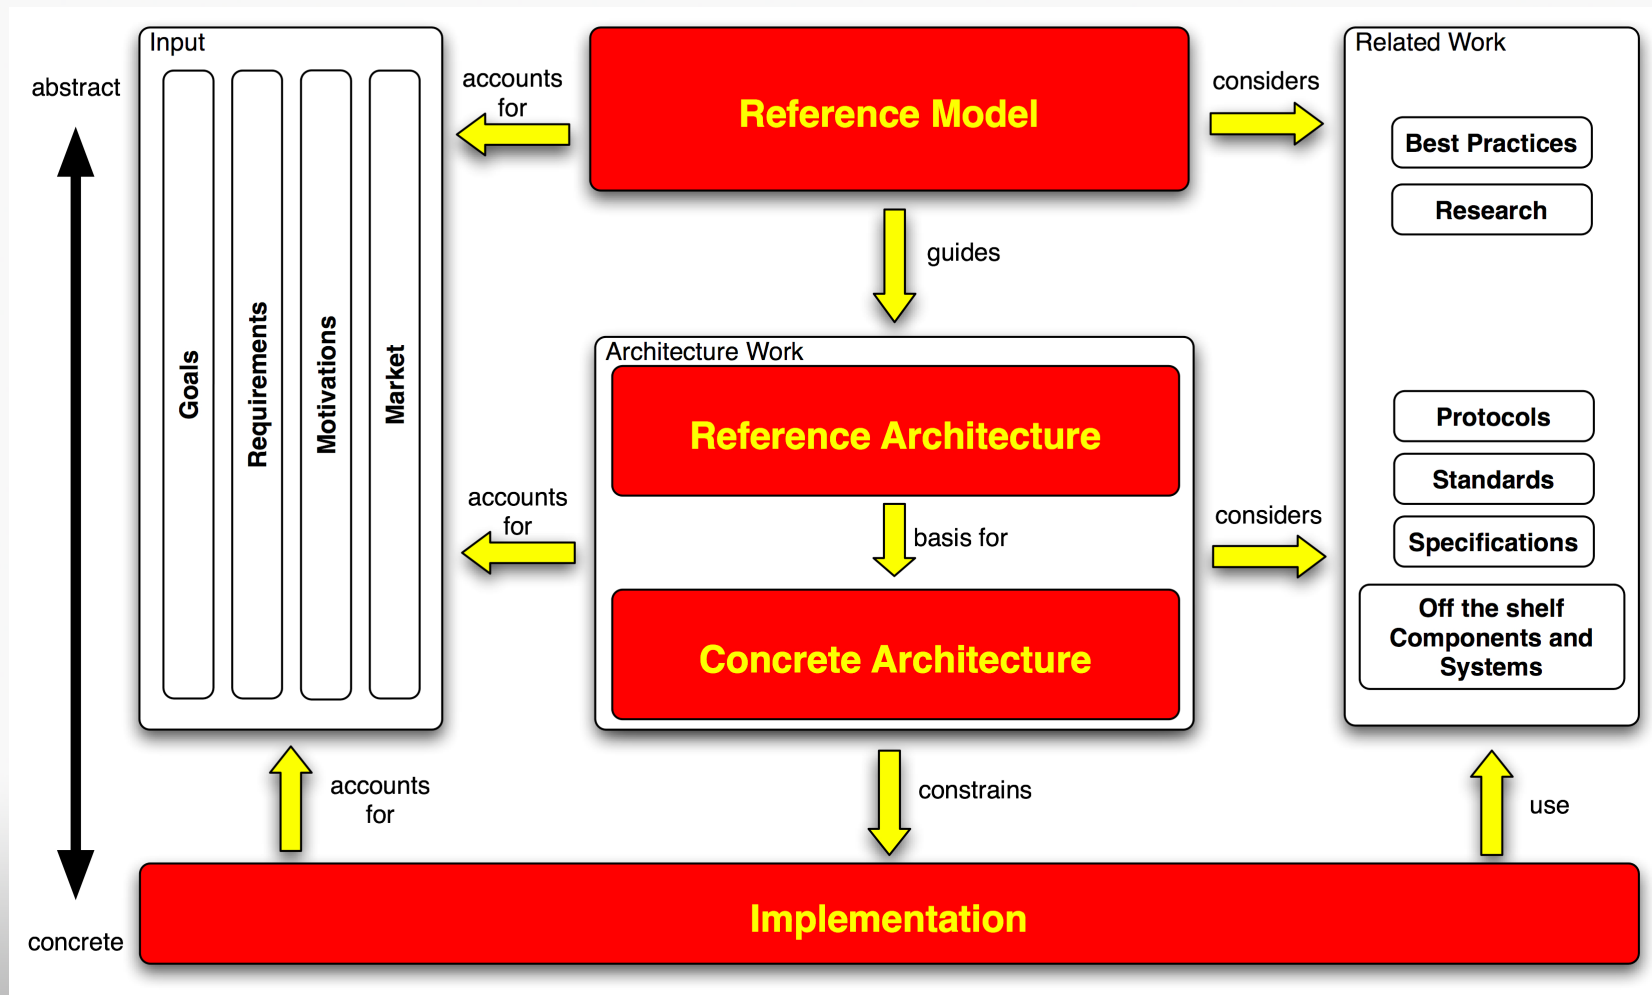 abstract
concrete
Input
Goals
Requirements
Motivations
Market
accounts
for
Reference Model
considers
guides
Architecture Work
Reference Architecture
basis for
Concrete Architecture
accounts
for
considers
Related Work
Best Practices
Research
Protocols
Standards
Specifications
Off the shelf
Components and
Systems
accounts
for
constrains
use
Implementation